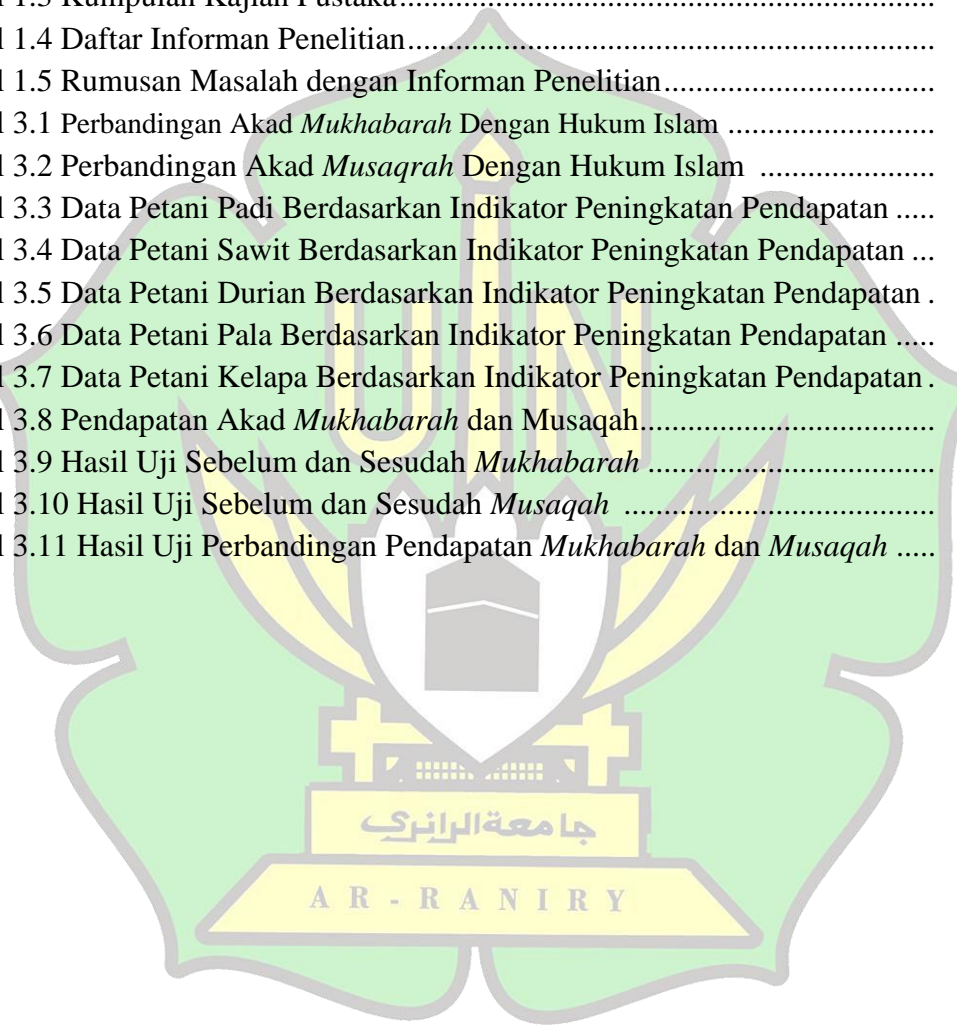 l 1.3 Kumpulan Kajian Pustaka....................................................................
l 1.4 Daftar Informan Penelitian..................................................................
l 1.5 Rumusan Masalah dengan Informan Penelitian..................................
l 3.1 Perbandingan Akad Mukhabarah Dengan Hukum Islam ..........................
l 3.2 Perbandingan Akad Musaqrah Dengan Hukum Islam ......................
l 3.3 Data Petani Padi Berdasarkan Indikator Peningkatan Pendapatan .....
l 3.4 Data Petani Sawit Berdasarkan Indikator Peningkatan Pendapatan ...
l 3.5 Data Petani Durian Berdasarkan Indikator Peningkatan Pendapatan .
l 3.6 Data Petani Pala Berdasarkan Indikator Peningkatan Pendapatan .....
l 3.7 Data Petani Kelapa Berdasarkan Indikator Peningkatan Pendapatan .
l 3.8 Pendapatan Akad Mukhabarah dan Musaqah.....................................
l 3.9 Hasil Uji Sebelum dan Sesudah Mukhabarah ....................................
l 3.10 Hasil Uji Sebelum dan Sesudah Musaqah .......................................
l 3.11 Hasil Uji Perbandingan Pendapatan Mukhabarah dan Musaqah .....
UIN
جامعةالرانري
AR-RANIRY